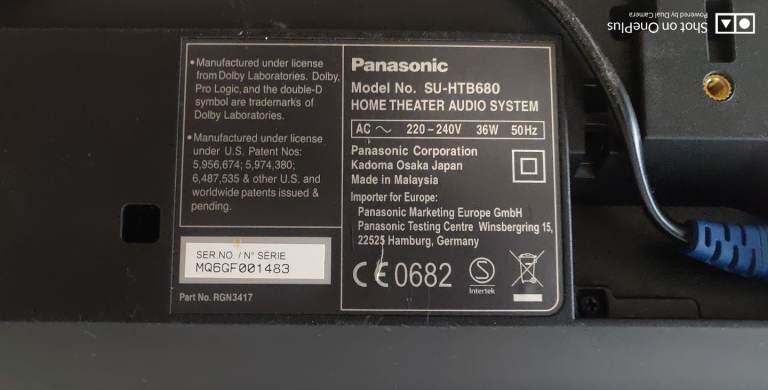 • Manufactured under license
from Dolby Laboratories. Dolby,
Pro Logic, and the double-D
symbol are trademarks of
Dolby Laboratories.
• Manufactured under license
under U.S. Patent Nos:
5,956,674; 5,974,380;
6,487,535 & other U.S. and
worldwide patents issued &
pending.
SER.NO. / N° SÉRIE
MQ6GF001483
Part No. RGN3417
Panasonic
Model No. SU-HTB680
HOME THEATER AUDIO SYSTEM
AC ~ 220–240V 36W 50Hz
Panasonic Corporation
Kadoma Osaka Japan
Made in Malaysia
Importer for Europe:
Panasonic Marketing Europe GmbH
Panasonic Testing Centre Winsbergring 15,
22525 Hamburg, Germany
CE 0682
S
Intertek
Shot on OnePlus
Powered by Dual Camera